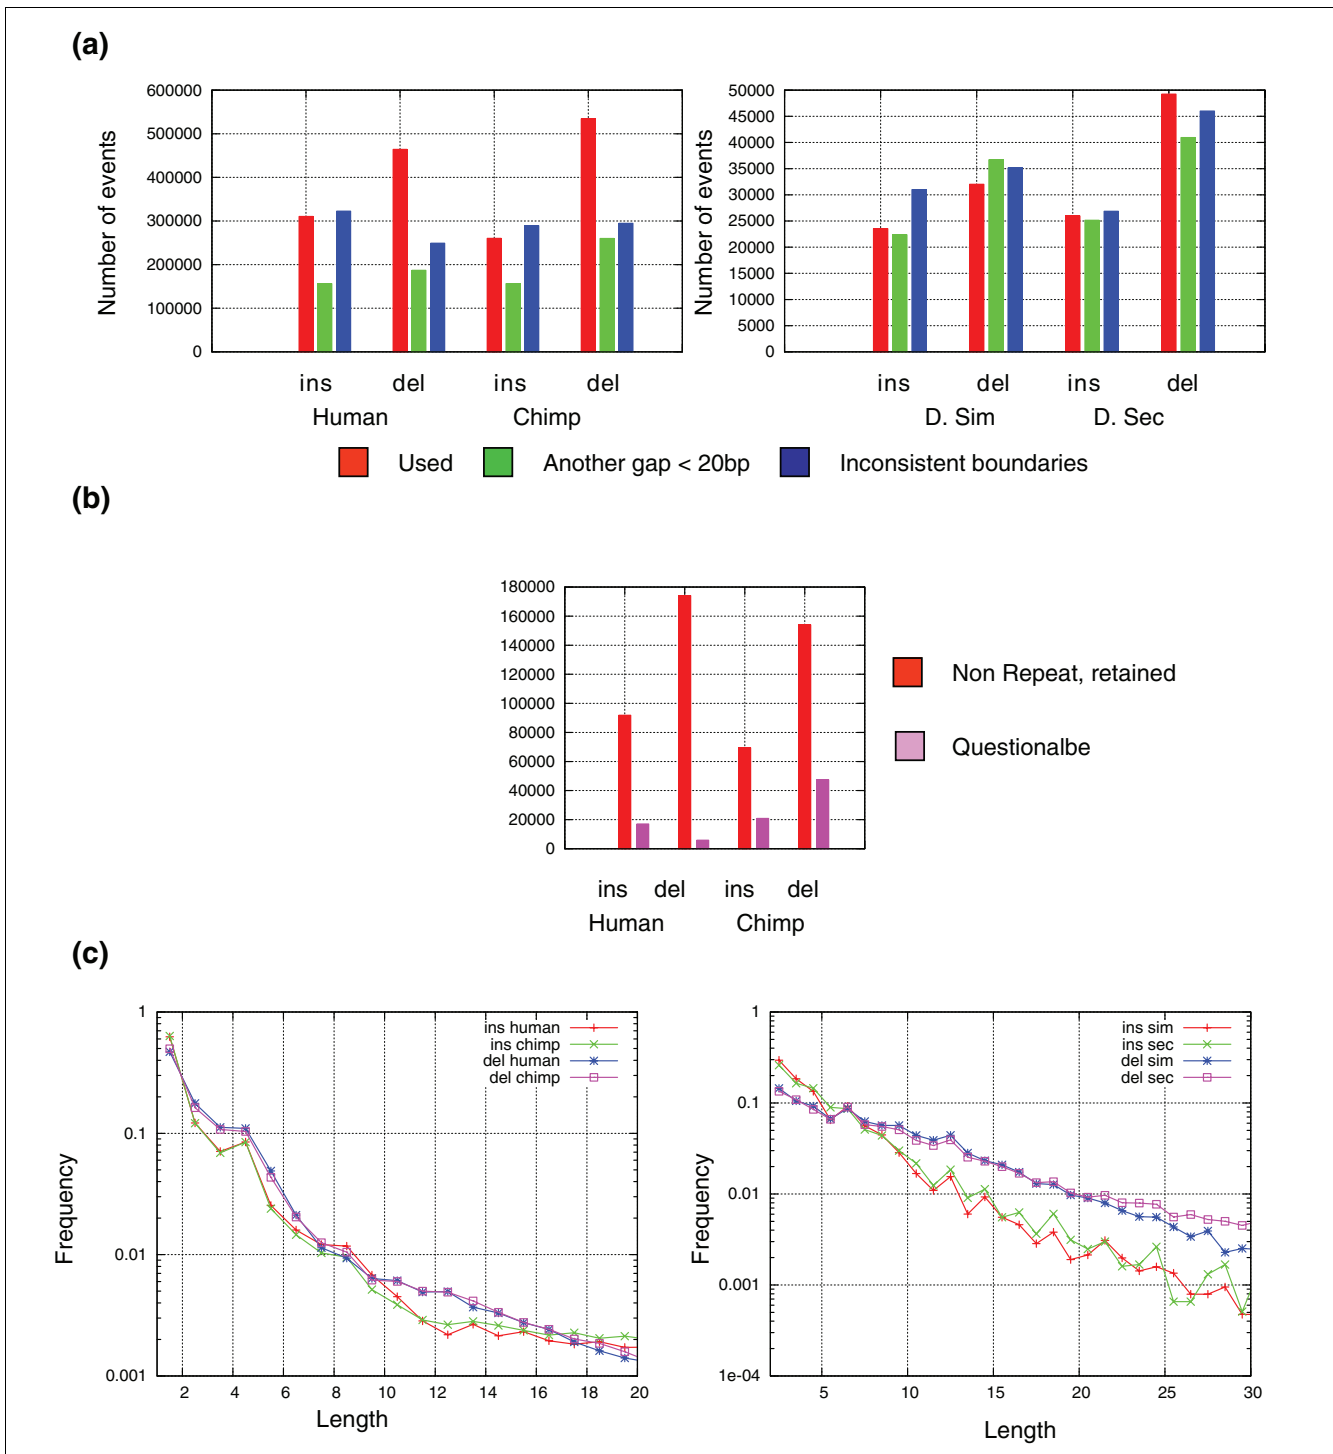 (a)
600000
500000
400000
300000
200000
100000
0
Number of events
ins del ins del
Human Chimp
50000
45000
40000
35000
30000
25000
20000
15000
10000
5000
0
Number of events
ins del ins del
D. Sim D. Sec
Used Another gap < 20bp Inconsistent boundaries
(b)
180000
160000
140000
120000
100000
80000
60000
40000
20000
0
ins del ins del
Human Chimp
Non Repeat, retained
Questionalbe
(c)
1
0.1
0.01
0.001
Frequency
ins human
ins chimp
del human
del chimp
2 4 6 8 10 12 14 16 18 20
Length
1
0.1
0.01
0.001
1e-04
Frequency
ins sim
ins sec
del sim
del sec
5 10 15 20 25 30
Length